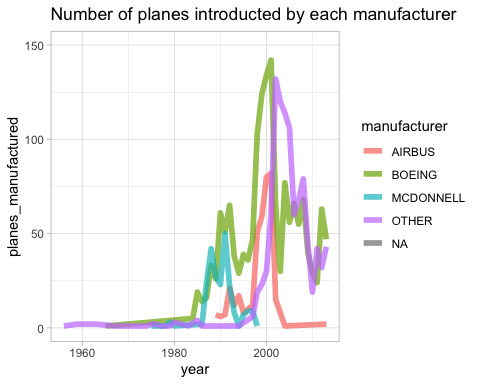 Number of planes introducted by each manufacturer
150
100
50
0
planes_manufactured
1960
1980
2000
year
manufacturer
AIRBUS
BOEING
MCDONNELL
OTHER
NA